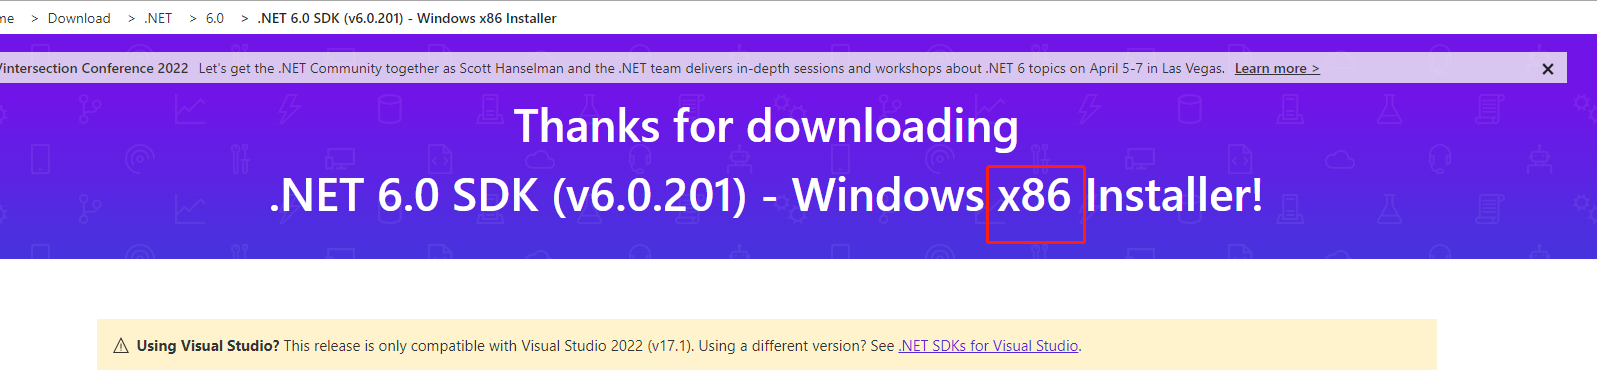 me > Download > .NET > 6.0 > .NET 6.0 SDK (v6.0.201) - Windows x86 Installer
intersection Conference 2022 Let's get the .NET Community together as Scott Hanselman and the .NET team delivers in-depth sessions and workshops about .NET 6 topics on April 5-7 in Las Vegas. Learn more >
Thanks for downloading
.NET 6.0 SDK (v6.0.201) - Windows x86 Installer!
Using Visual Studio? This release is only compatible with Visual Studio 2022 (v17.1). Using a different version? See .NET SDKs for Visual Studio.